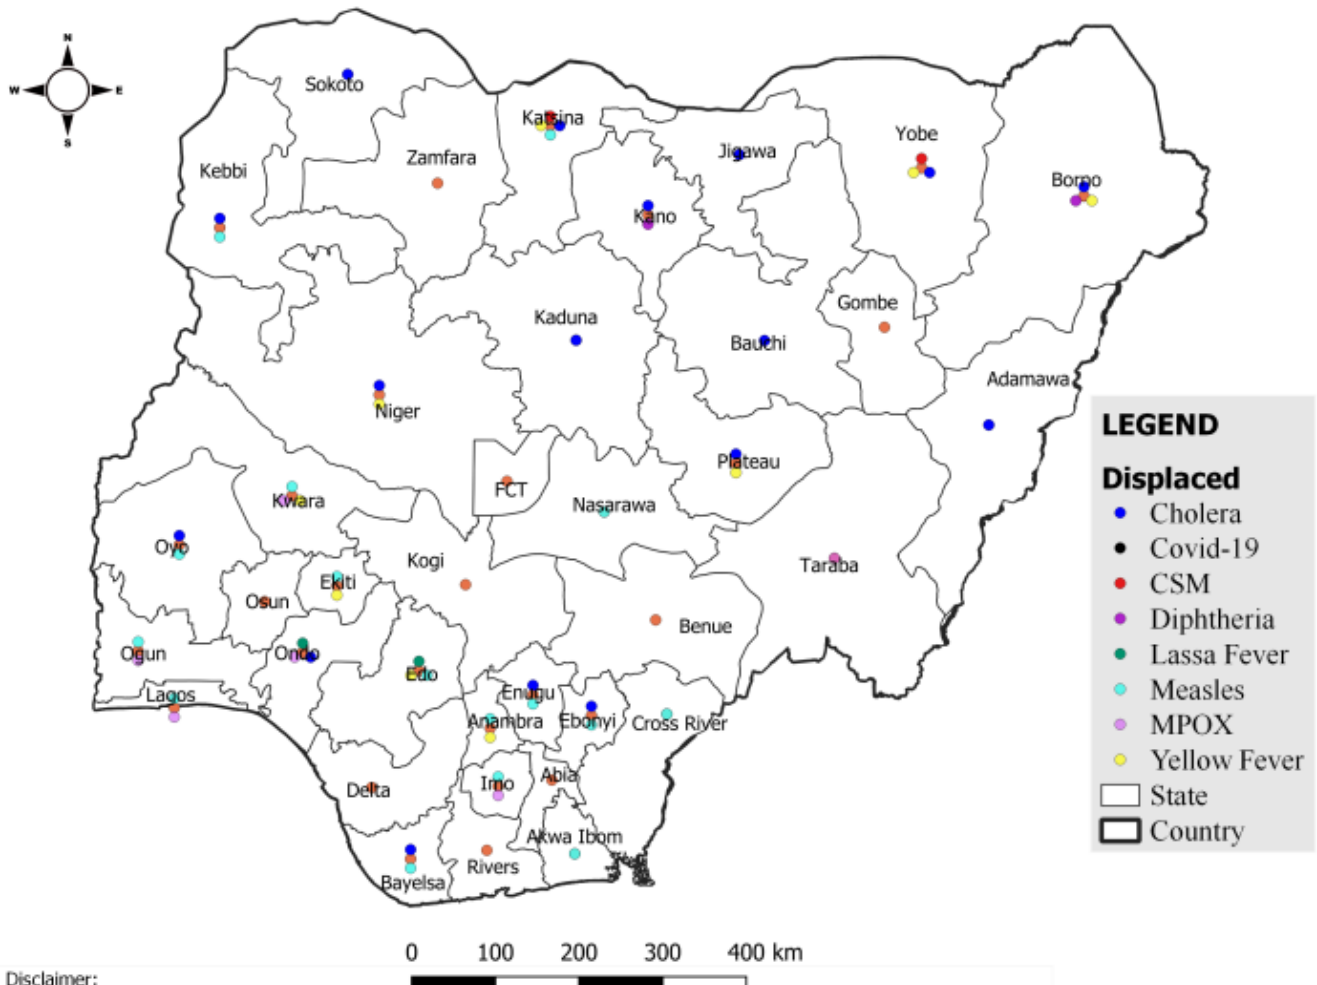 N
W E
S
Sokoto
Katsina
Zamfara
Kebbi
Jigawa
Yobe
Borno
Kano
Kaduna
Bauchi
Gombe
Adamawa
Niger
Plateau
FCT
Nasarawa
Kwara
Oyo
Kogi
Taraba
Ekiti
Osun
Benue
Ogun
Ondo
Edo
Lagos
Enugu
Anambra
Ebonyi
Cross River
Imo
Abia
Delta
Akwa Ibom
Rivers
Bayelsa
LEGEND
Displaced
Cholera
Covid-19
CSM
Diphtheria
Lassa Fever
Measles
MPOX
Yellow Fever
State
Country
0 100 200 300 400 km
Disclaimer: